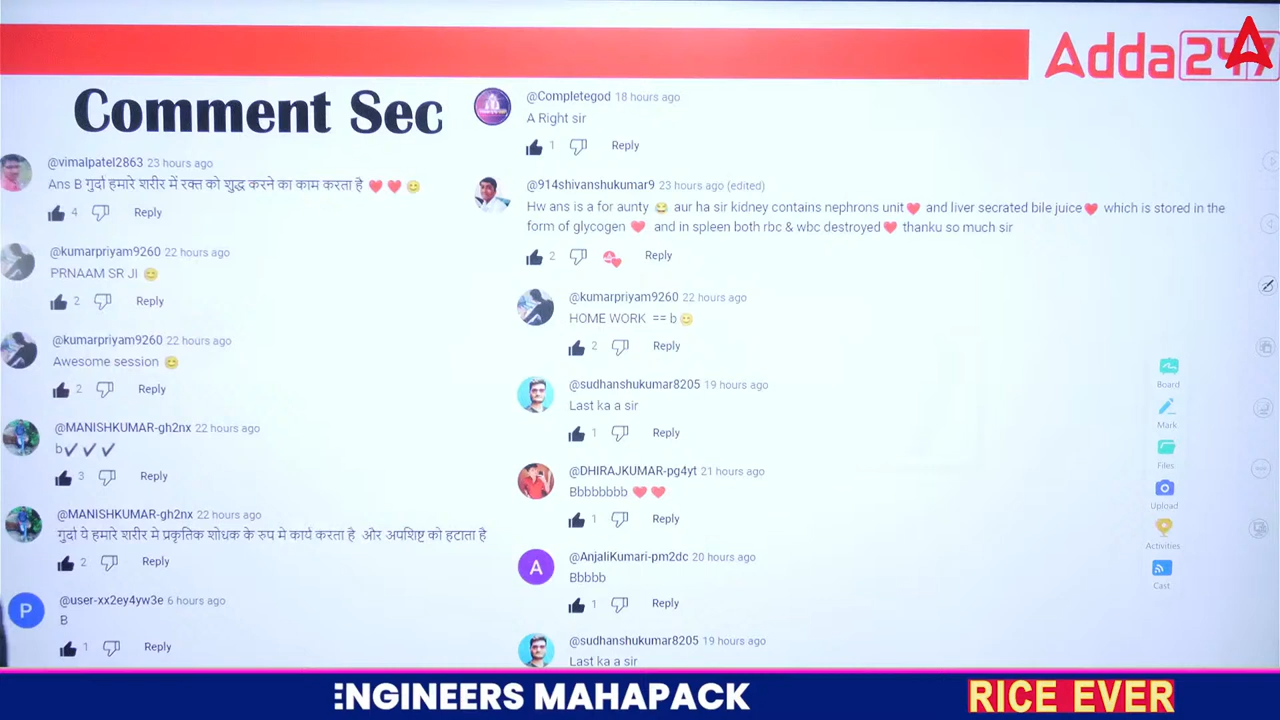 Adda 247
Comment Sec
@vimalpatel2863 23 hours ago
Ans B गुर्दा हमारे शरीर में रक्त को शुद्ध करने का काम करता है ❤️ ❤️ 😊
4 Reply
@kumarpriyam9260 22 hours ago
PRNAAM SR JI 😊
2 Reply
@kumarpriyam9260 22 hours ago
Awesome session 😊
2 Reply
@MANISHKUMAR-gh2nx 22 hours ago
b✔✔✔
3 Reply
@MANISHKUMAR-gh2nx 22 hours ago
गुर्दा ये हमारे शरीर मे प्रकृतिक शोधक के रुप मे कार्य करता है और अपशिष्ट को हटाता है
2 Reply
P
@user-xx2ey4yw3e 6 hours ago
B
1 Reply
@Completegod 18 hours ago
A Right sir
1 Reply
@914shivanshukumar9 23 hours ago (edited)
Hw ans is a for aunty 😂 aur ha sir kidney contains nephrons unit❤️ and liver secrated bile juice❤️ which is stored in the
form of glycogen ❤️ and in spleen both rbc & wbc destroyed❤️ thanku so much sir
2 Reply
@kumarpriyam9260 22 hours ago
HOME WORK == b😊
2 Reply
@sudhanshukumar8205 19 hours ago
Last ka a sir
1 Reply
@DHIRAJKUMAR-pg4yt 21 hours ago
Bbbbbbbb ❤️ ❤️
1 Reply
A
@AnjaliKumari-pm2dc 20 hours ago
Bbbbb
1 Reply
@sudhanshukumar8205 19 hours ago
Last ka a sir
Board
Mark
Files
Upload
Activities
Cast
ENGINEERS MAHAPACK
RICE EVER